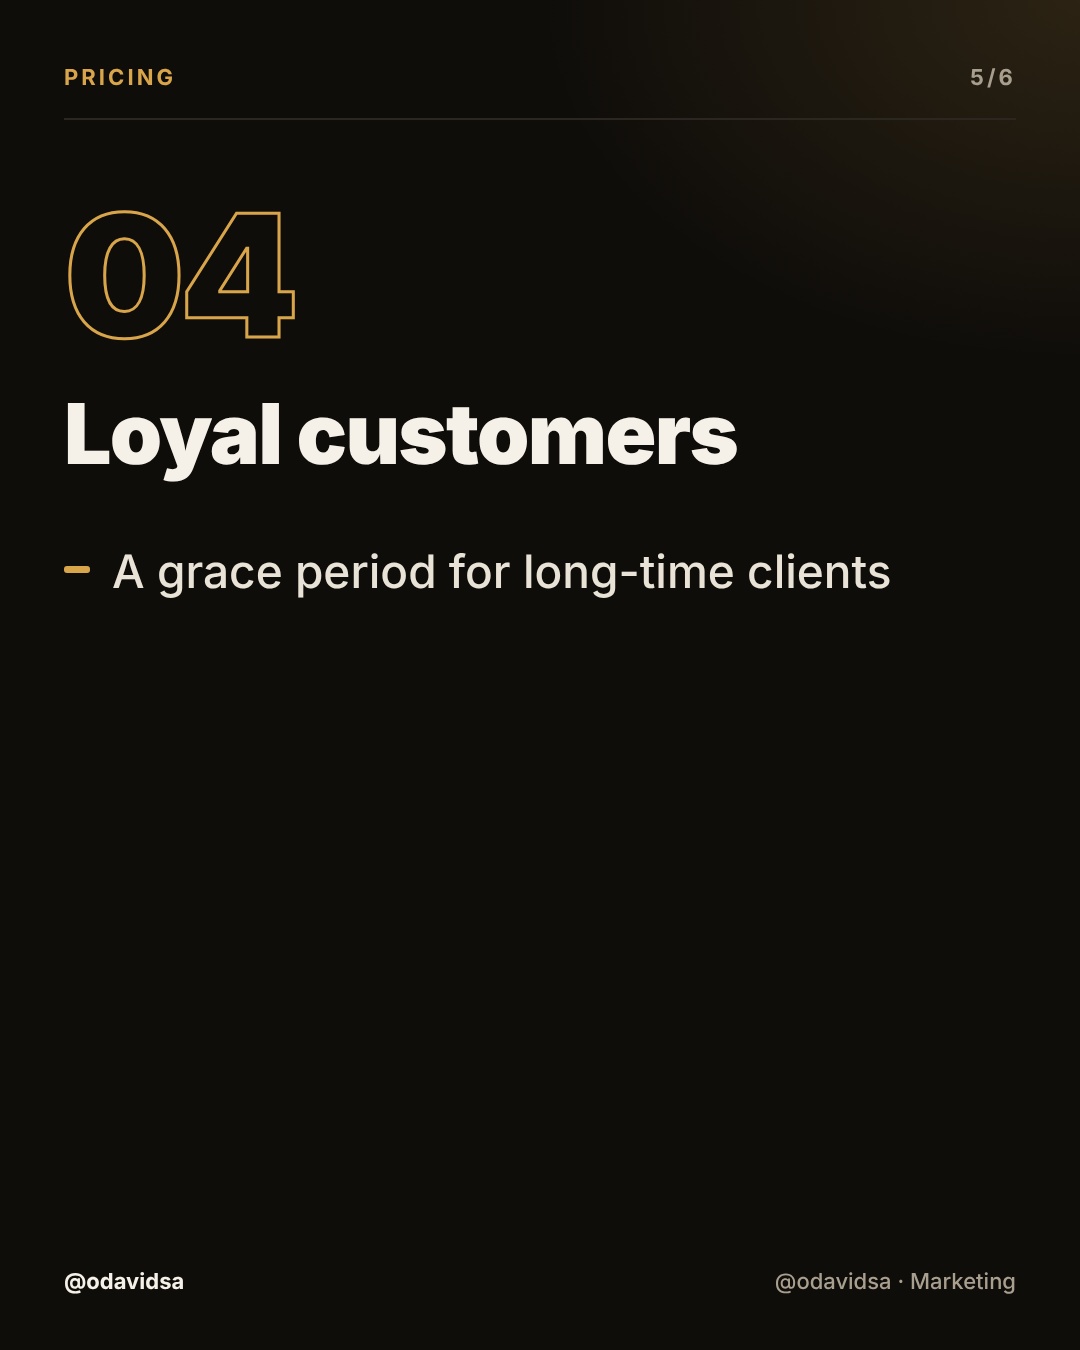 PRICING
5/6
04
Loyal customers
A grace period for long-time clients
@odavidsa
@odavidsa · Marketing